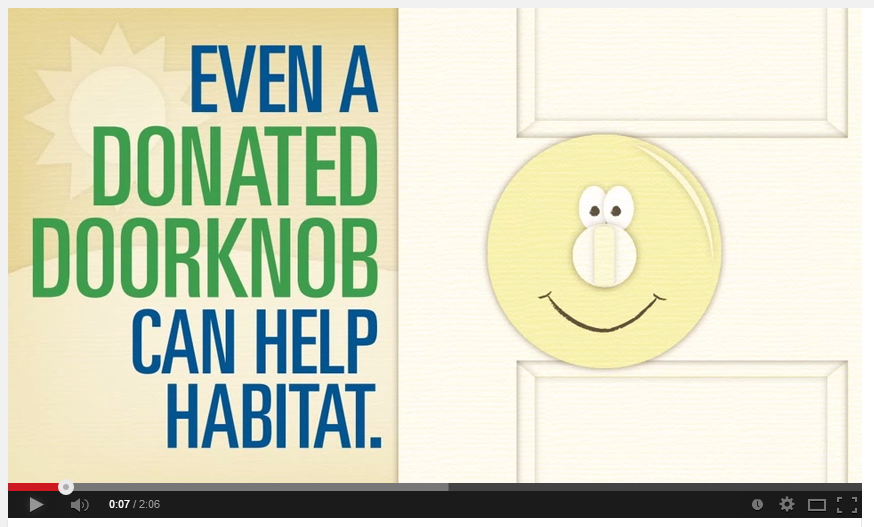 EVEN A
DONATED
DOORKNOB
CAN HELP
HABITAT.
0:07 / 2:06